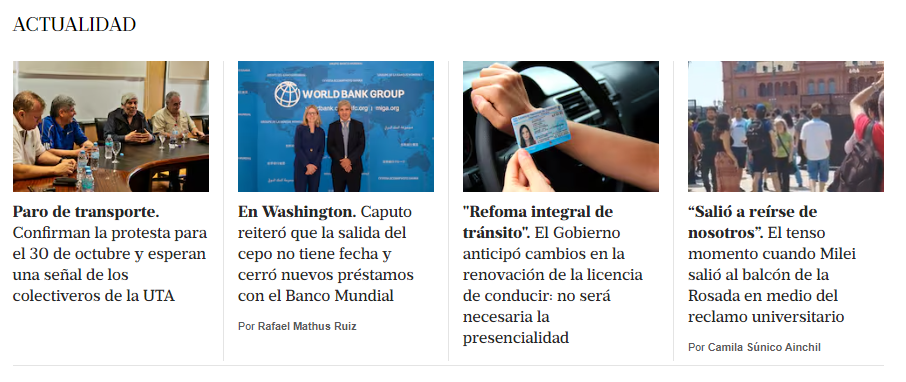 ACTUALIDAD
WORLD BANK GROUP
Paro de transporte.
Confirman la protesta para
el 30 de octubre y esperan
una señal de los
colectiveros de la UTA
En Washington. Caputo
reiteró que la salida del
cepo no tiene fecha y
cerró nuevos préstamos
con el Banco Mundial
Por Rafael Mathus Ruiz
"Refoma integral de
tránsito". El Gobierno
anticipó cambios en la
renovación de la licencia
de conducir: no será
necesaria la
presencialidad
“Salió a reírse de
nosotros”. El tenso
momento cuando Milei
salió al balcón de la
Rosada en medio del
reclamo universitario
Por Camila Súnico Ainchil